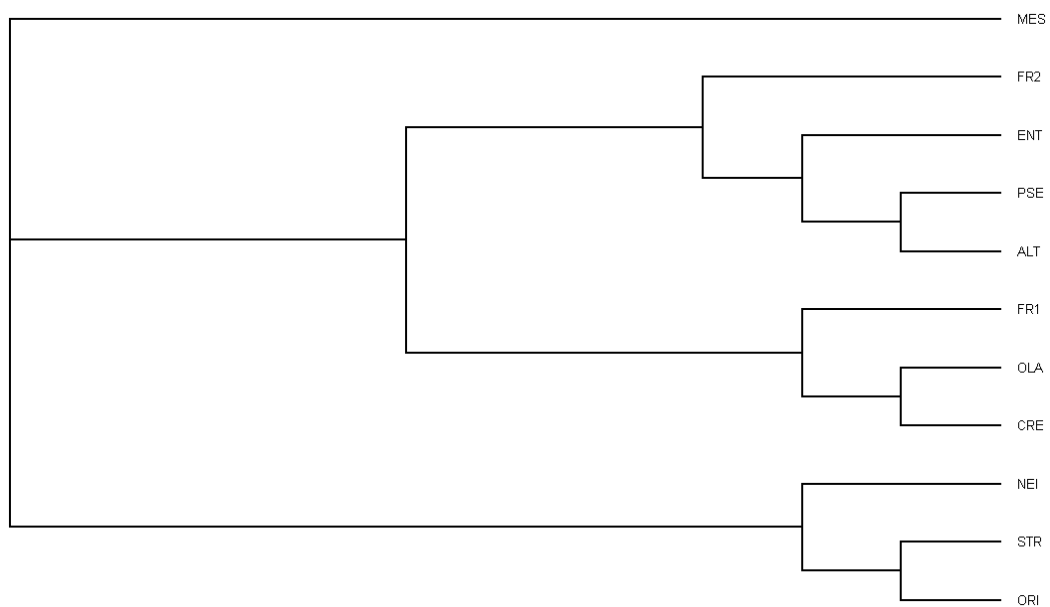 MES
FR2
ENT
PSE
ALT
FR1
OLA
CRE
NEI
STR
ORI